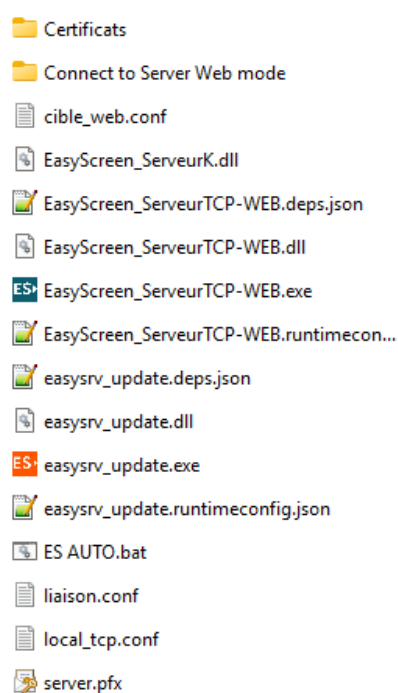 Certificats
Connect to Server Web mode
cible_web.conf
EasyScreen_ServeurK.dll
EasyScreen_ServeurTCP-WEB.deps.json
EasyScreen_ServeurTCP-WEB.dll
ES EasyScreen_ServeurTCP-WEB.exe
EasyScreen_ServeurTCP-WEB.runtimecon...
easysrv_update.deps.json
easysrv_update.dll
ES easysrv_update.exe
easysrv_update.runtimeconfig.json
ES AUTO.bat
liaison.conf
local_tcp.conf
server.pfx